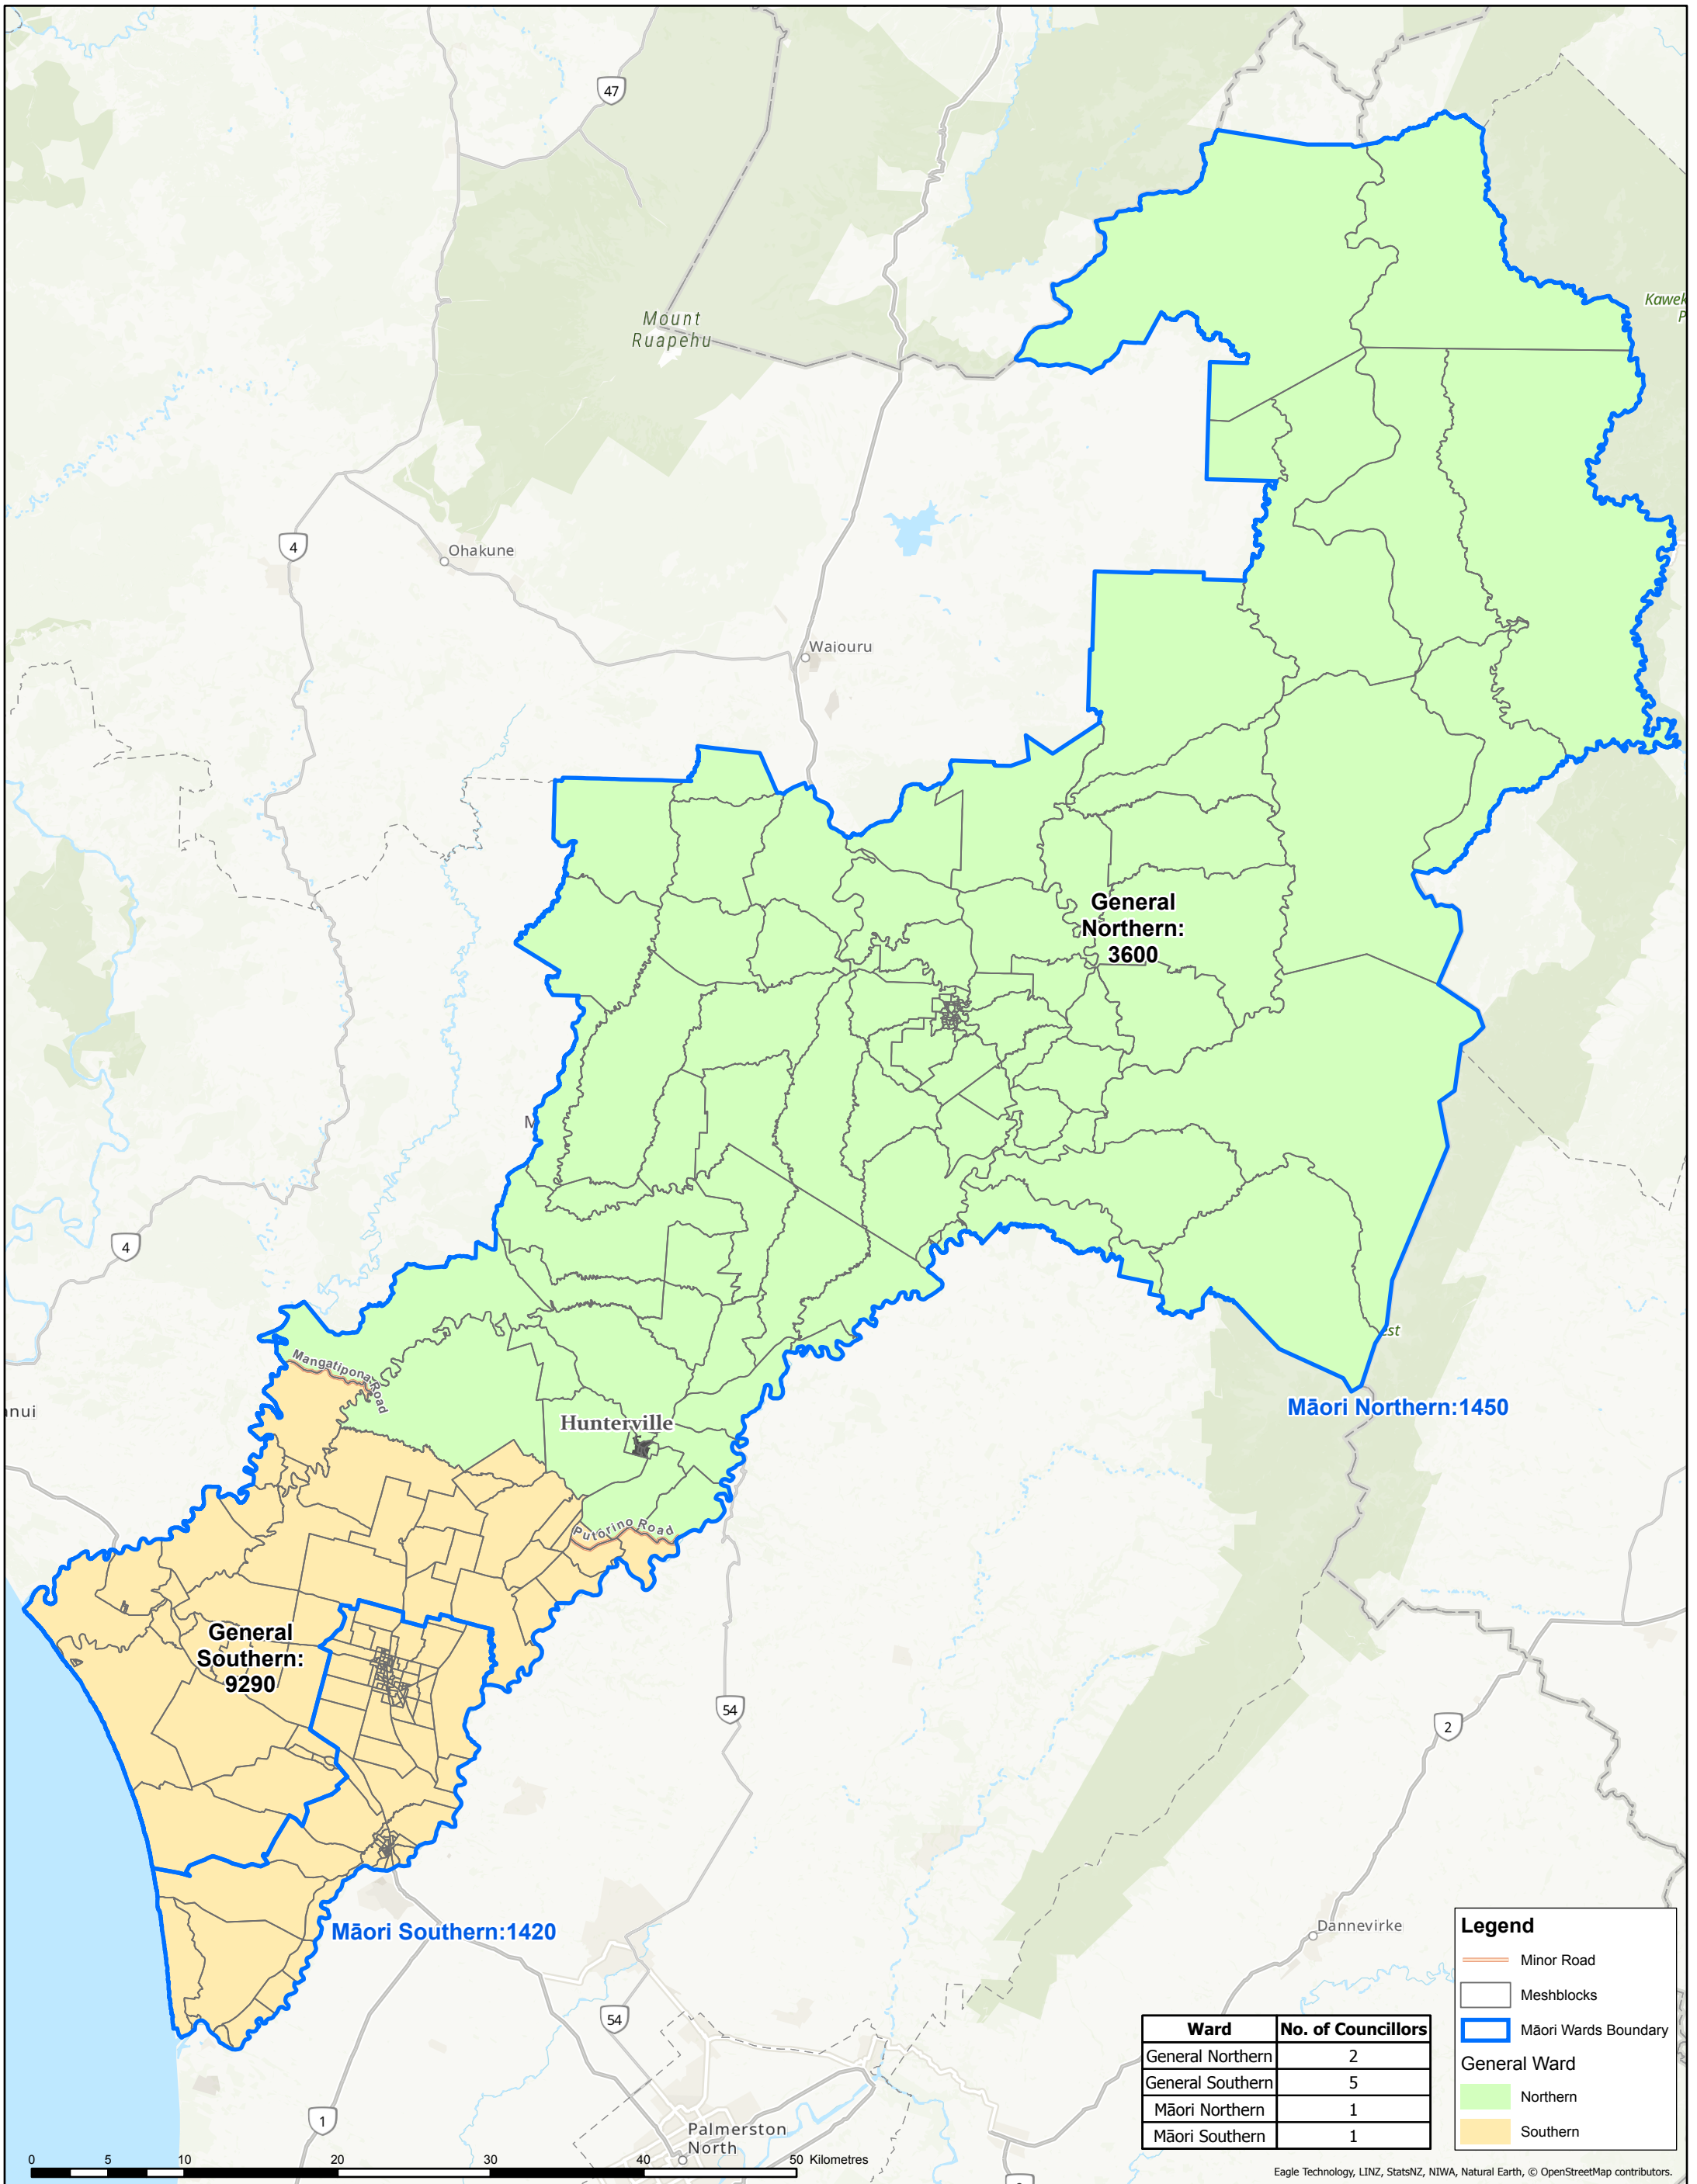 47
Mount
Ruapehu
Kawek
P
4
Ohakune
Waiouru
General
Northern:
3600
M
4
est
Mangatipona Road
Māori Northern:1450
anui
Hunterville
Putorino Road
General
Southern:
9290
54
2
Māori Southern:1420
Dannevirke
54
1
Palmerston
North
Ward No. of Councillors
General Northern 2
General Southern 5
Māori Northern 1
Māori Southern 1
Legend
Minor Road
Meshblocks
Māori Wards Boundary
General Ward
Northern
Southern
0 5 10 20 30 40 50 Kilometres
Eagle Technology, LINZ, StatsNZ, NIWA, Natural Earth, © OpenStreetMap contributors.